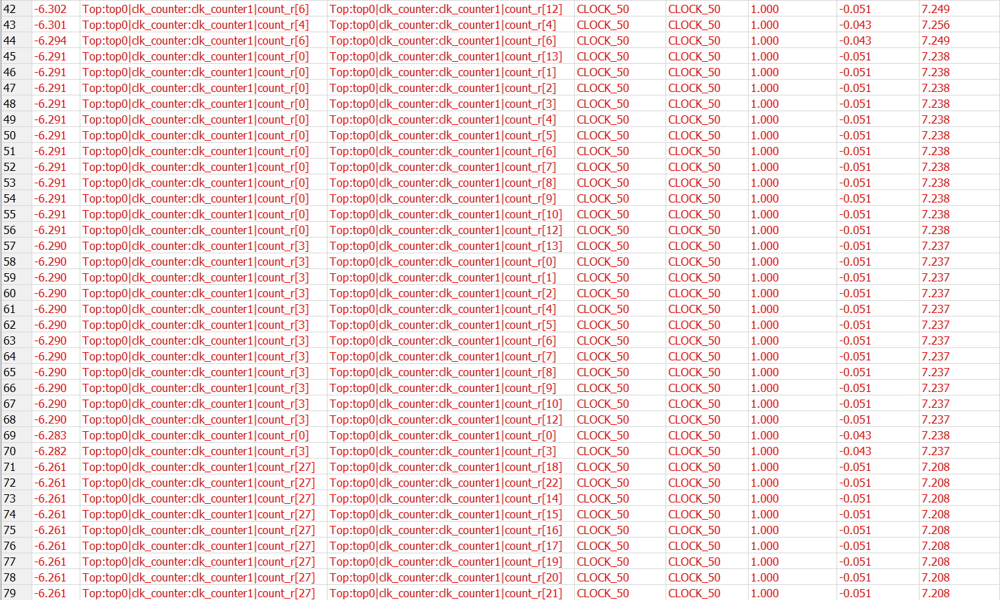 42 -6.302 Top:top0|clk_counter:clk_counter1|count_r[6] Top:top0|clk_counter:clk_counter1|count_r[12] CLOCK_50 CLOCK_50 1.000 -0.051 7.249
43 -6.301 Top:top0|clk_counter:clk_counter1|count_r[4] Top:top0|clk_counter:clk_counter1|count_r[4] CLOCK_50 CLOCK_50 1.000 -0.043 7.256
44 -6.294 Top:top0|clk_counter:clk_counter1|count_r[6] Top:top0|clk_counter:clk_counter1|count_r[6] CLOCK_50 CLOCK_50 1.000 -0.043 7.249
45 -6.291 Top:top0|clk_counter:clk_counter1|count_r[0] Top:top0|clk_counter:clk_counter1|count_r[13] CLOCK_50 CLOCK_50 1.000 -0.051 7.238
46 -6.291 Top:top0|clk_counter:clk_counter1|count_r[0] Top:top0|clk_counter:clk_counter1|count_r[1] CLOCK_50 CLOCK_50 1.000 -0.051 7.238
47 -6.291 Top:top0|clk_counter:clk_counter1|count_r[0] Top:top0|clk_counter:clk_counter1|count_r[2] CLOCK_50 CLOCK_50 1.000 -0.051 7.238
48 -6.291 Top:top0|clk_counter:clk_counter1|count_r[0] Top:top0|clk_counter:clk_counter1|count_r[3] CLOCK_50 CLOCK_50 1.000 -0.051 7.238
49 -6.291 Top:top0|clk_counter:clk_counter1|count_r[0] Top:top0|clk_counter:clk_counter1|count_r[4] CLOCK_50 CLOCK_50 1.000 -0.051 7.238
50 -6.291 Top:top0|clk_counter:clk_counter1|count_r[0] Top:top0|clk_counter:clk_counter1|count_r[5] CLOCK_50 CLOCK_50 1.000 -0.051 7.238
51 -6.291 Top:top0|clk_counter:clk_counter1|count_r[0] Top:top0|clk_counter:clk_counter1|count_r[6] CLOCK_50 CLOCK_50 1.000 -0.051 7.238
52 -6.291 Top:top0|clk_counter:clk_counter1|count_r[0] Top:top0|clk_counter:clk_counter1|count_r[7] CLOCK_50 CLOCK_50 1.000 -0.051 7.238
53 -6.291 Top:top0|clk_counter:clk_counter1|count_r[0] Top:top0|clk_counter:clk_counter1|count_r[8] CLOCK_50 CLOCK_50 1.000 -0.051 7.238
54 -6.291 Top:top0|clk_counter:clk_counter1|count_r[0] Top:top0|clk_counter:clk_counter1|count_r[9] CLOCK_50 CLOCK_50 1.000 -0.051 7.238
55 -6.291 Top:top0|clk_counter:clk_counter1|count_r[0] Top:top0|clk_counter:clk_counter1|count_r[10] CLOCK_50 CLOCK_50 1.000 -0.051 7.238
56 -6.291 Top:top0|clk_counter:clk_counter1|count_r[0] Top:top0|clk_counter:clk_counter1|count_r[12] CLOCK_50 CLOCK_50 1.000 -0.051 7.238
57 -6.290 Top:top0|clk_counter:clk_counter1|count_r[3] Top:top0|clk_counter:clk_counter1|count_r[13] CLOCK_50 CLOCK_50 1.000 -0.051 7.237
58 -6.290 Top:top0|clk_counter:clk_counter1|count_r[3] Top:top0|clk_counter:clk_counter1|count_r[0] CLOCK_50 CLOCK_50 1.000 -0.051 7.237
59 -6.290 Top:top0|clk_counter:clk_counter1|count_r[3] Top:top0|clk_counter:clk_counter1|count_r[1] CLOCK_50 CLOCK_50 1.000 -0.051 7.237
60 -6.290 Top:top0|clk_counter:clk_counter1|count_r[3] Top:top0|clk_counter:clk_counter1|count_r[2] CLOCK_50 CLOCK_50 1.000 -0.051 7.237
61 -6.290 Top:top0|clk_counter:clk_counter1|count_r[3] Top:top0|clk_counter:clk_counter1|count_r[4] CLOCK_50 CLOCK_50 1.000 -0.051 7.237
62 -6.290 Top:top0|clk_counter:clk_counter1|count_r[3] Top:top0|clk_counter:clk_counter1|count_r[5] CLOCK_50 CLOCK_50 1.000 -0.051 7.237
63 -6.290 Top:top0|clk_counter:clk_counter1|count_r[3] Top:top0|clk_counter:clk_counter1|count_r[6] CLOCK_50 CLOCK_50 1.000 -0.051 7.237
64 -6.290 Top:top0|clk_counter:clk_counter1|count_r[3] Top:top0|clk_counter:clk_counter1|count_r[7] CLOCK_50 CLOCK_50 1.000 -0.051 7.237
65 -6.290 Top:top0|clk_counter:clk_counter1|count_r[3] Top:top0|clk_counter:clk_counter1|count_r[8] CLOCK_50 CLOCK_50 1.000 -0.051 7.237
66 -6.290 Top:top0|clk_counter:clk_counter1|count_r[3] Top:top0|clk_counter:clk_counter1|count_r[9] CLOCK_50 CLOCK_50 1.000 -0.051 7.237
67 -6.290 Top:top0|clk_counter:clk_counter1|count_r[3] Top:top0|clk_counter:clk_counter1|count_r[10] CLOCK_50 CLOCK_50 1.000 -0.051 7.237
68 -6.290 Top:top0|clk_counter:clk_counter1|count_r[3] Top:top0|clk_counter:clk_counter1|count_r[12] CLOCK_50 CLOCK_50 1.000 -0.051 7.237
69 -6.283 Top:top0|clk_counter:clk_counter1|count_r[0] Top:top0|clk_counter:clk_counter1|count_r[0] CLOCK_50 CLOCK_50 1.000 -0.043 7.238
70 -6.282 Top:top0|clk_counter:clk_counter1|count_r[3] Top:top0|clk_counter:clk_counter1|count_r[3] CLOCK_50 CLOCK_50 1.000 -0.043 7.237
71 -6.261 Top:top0|clk_counter:clk_counter1|count_r[27] Top:top0|clk_counter:clk_counter1|count_r[18] CLOCK_50 CLOCK_50 1.000 -0.051 7.208
72 -6.261 Top:top0|clk_counter:clk_counter1|count_r[27] Top:top0|clk_counter:clk_counter1|count_r[22] CLOCK_50 CLOCK_50 1.000 -0.051 7.208
73 -6.261 Top:top0|clk_counter:clk_counter1|count_r[27] Top:top0|clk_counter:clk_counter1|count_r[14] CLOCK_50 CLOCK_50 1.000 -0.051 7.208
74 -6.261 Top:top0|clk_counter:clk_counter1|count_r[27] Top:top0|clk_counter:clk_counter1|count_r[15] CLOCK_50 CLOCK_50 1.000 -0.051 7.208
75 -6.261 Top:top0|clk_counter:clk_counter1|count_r[27] Top:top0|clk_counter:clk_counter1|count_r[16] CLOCK_50 CLOCK_50 1.000 -0.051 7.208
76 -6.261 Top:top0|clk_counter:clk_counter1|count_r[27] Top:top0|clk_counter:clk_counter1|count_r[17] CLOCK_50 CLOCK_50 1.000 -0.051 7.208
77 -6.261 Top:top0|clk_counter:clk_counter1|count_r[27] Top:top0|clk_counter:clk_counter1|count_r[19] CLOCK_50 CLOCK_50 1.000 -0.051 7.208
78 -6.261 Top:top0|clk_counter:clk_counter1|count_r[27] Top:top0|clk_counter:clk_counter1|count_r[20] CLOCK_50 CLOCK_50 1.000 -0.051 7.208
79 -6.261 Top:top0|clk_counter:clk_counter1|count_r[27] Top:top0|clk_counter:clk_counter1|count_r[21] CLOCK_50 CLOCK_50 1.000 -0.051 7.208